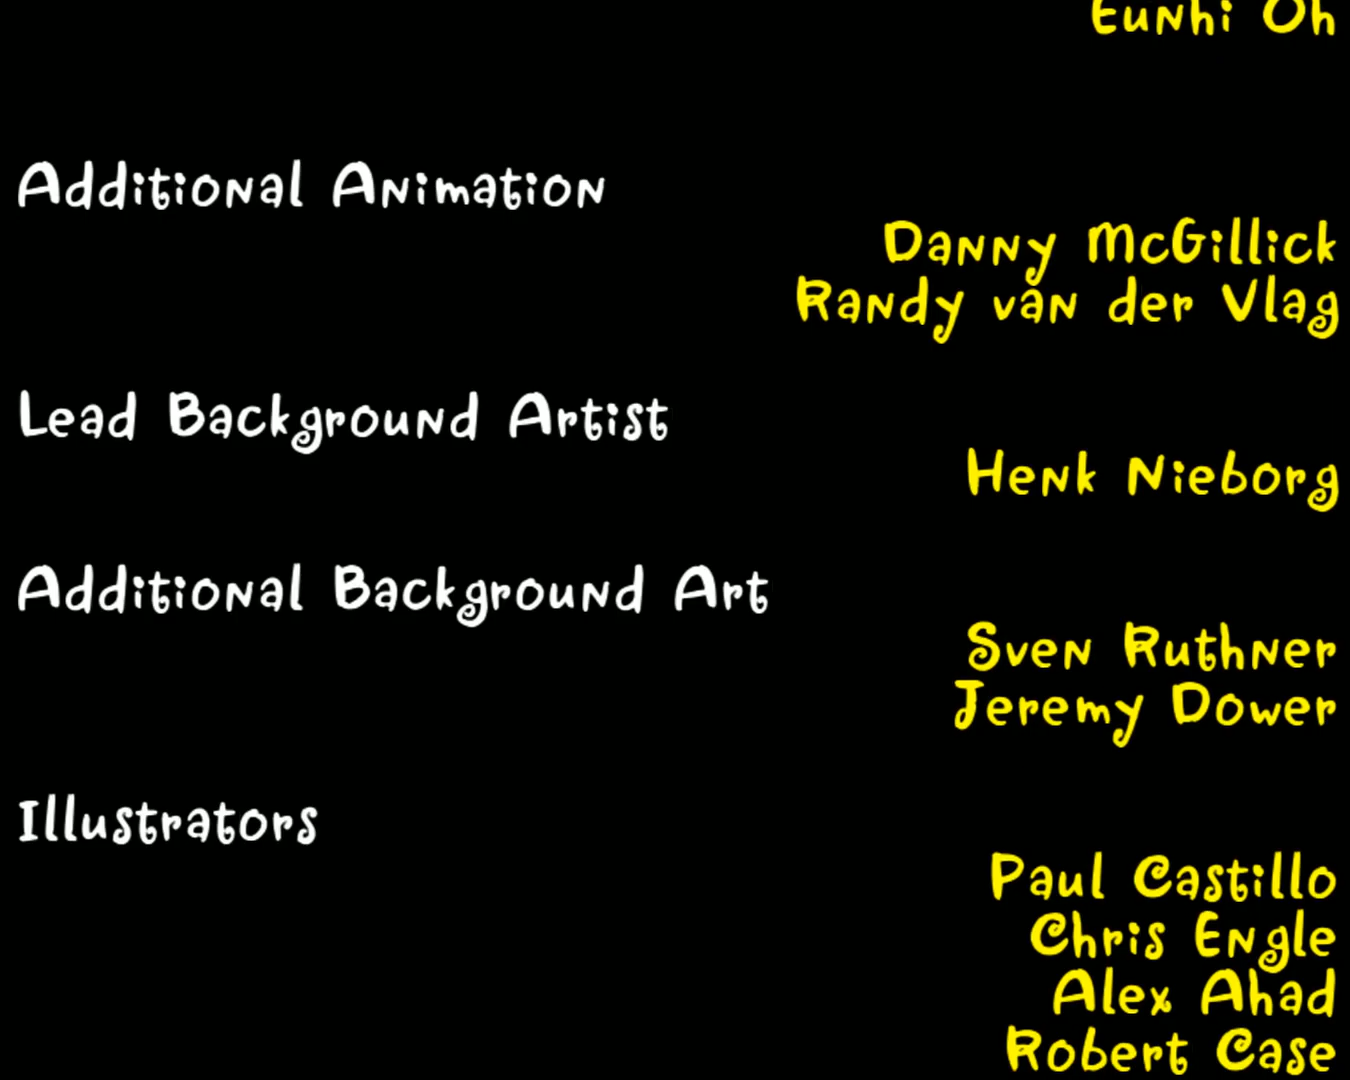 Eunhi Oh
Additional Animation
Danny McGillick
Randy van der Vlag
Lead Background Artist
Henk Nieborg
Additional Background Art
Sven Ruthner
Jeremy Dower
Illustrators
Paul Castillo
Chris Engle
Alex Ahad
Robert Case